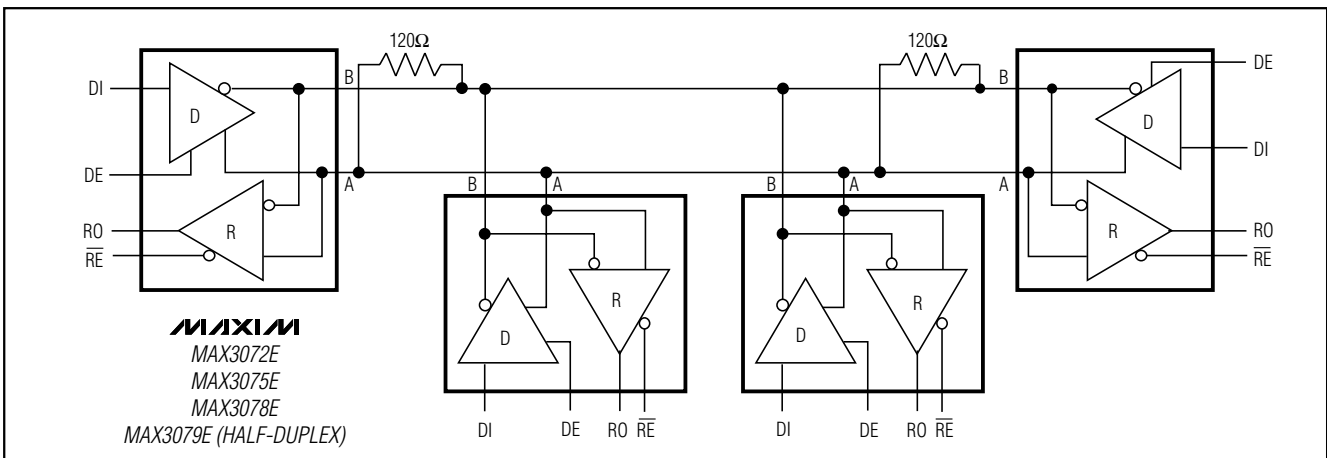 120Ω 120Ω
B B
DI DE
D D
DI
DE
A B A B A A
RO R R RO
RE RE
R R
D D
MAXIM
MAX3072E
MAX3075E
MAX3078E
MAX3079E (HALF-DUPLEX)
DI DE RO RE DI DE RO RE